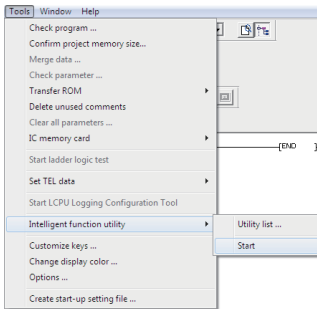 Tools Window Help
Check program ...
Confirm project memory size...
Merge data ...
Check parameter ...
Transfer ROM
Delete unused comments
Clear all parameters ...
IC memory card
Start ladder logic test
Set TEL data
Start LCPU Logging Configuration Tool
Intelligent function utility
Customize keys ...
Change display color ...
Options ...
Create start-up setting file ...
Utility list ...
Start
[END ]